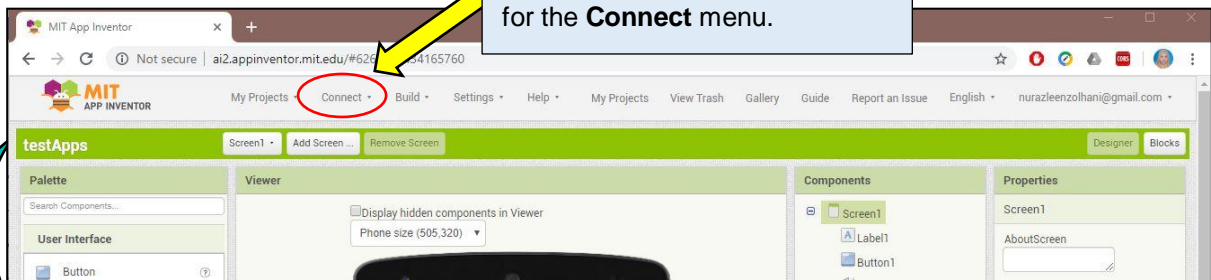 for the Connect menu.
MIT App Inventor
Not secure ai2.appinventor.mit.edu/#626 4165760
CORS
MIT
APP INVENTOR
My Projects Connect Build Settings Help My Projects View Trash Gallery Guide Report an Issue English nurazleenzolhani@gmail.com
testApps Screen1 Add Screen ... Remove Screen Designer Blocks
Palette Viewer Components Properties
Search Components...
Display hidden components in Viewer
Screen1 Screen1
User Interface Phone size (505,320) Label1 AboutScreen
Button Button1